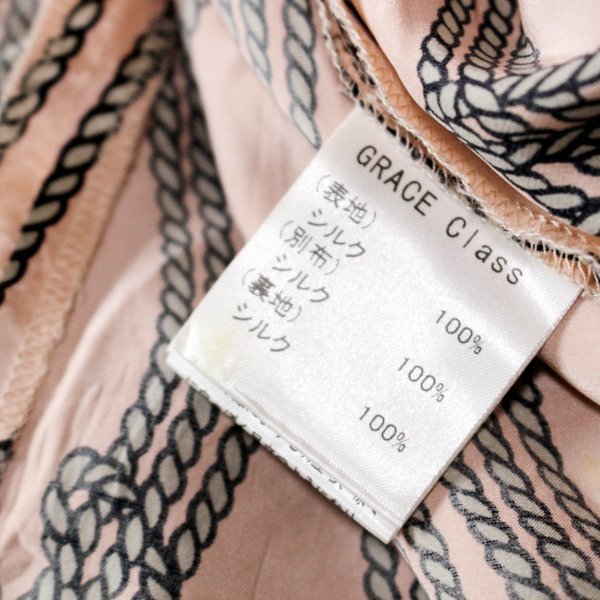 GRACE Class
(表地)
シルク 100%
(別布)
シルク 100%
(裏地)
シルク 100%